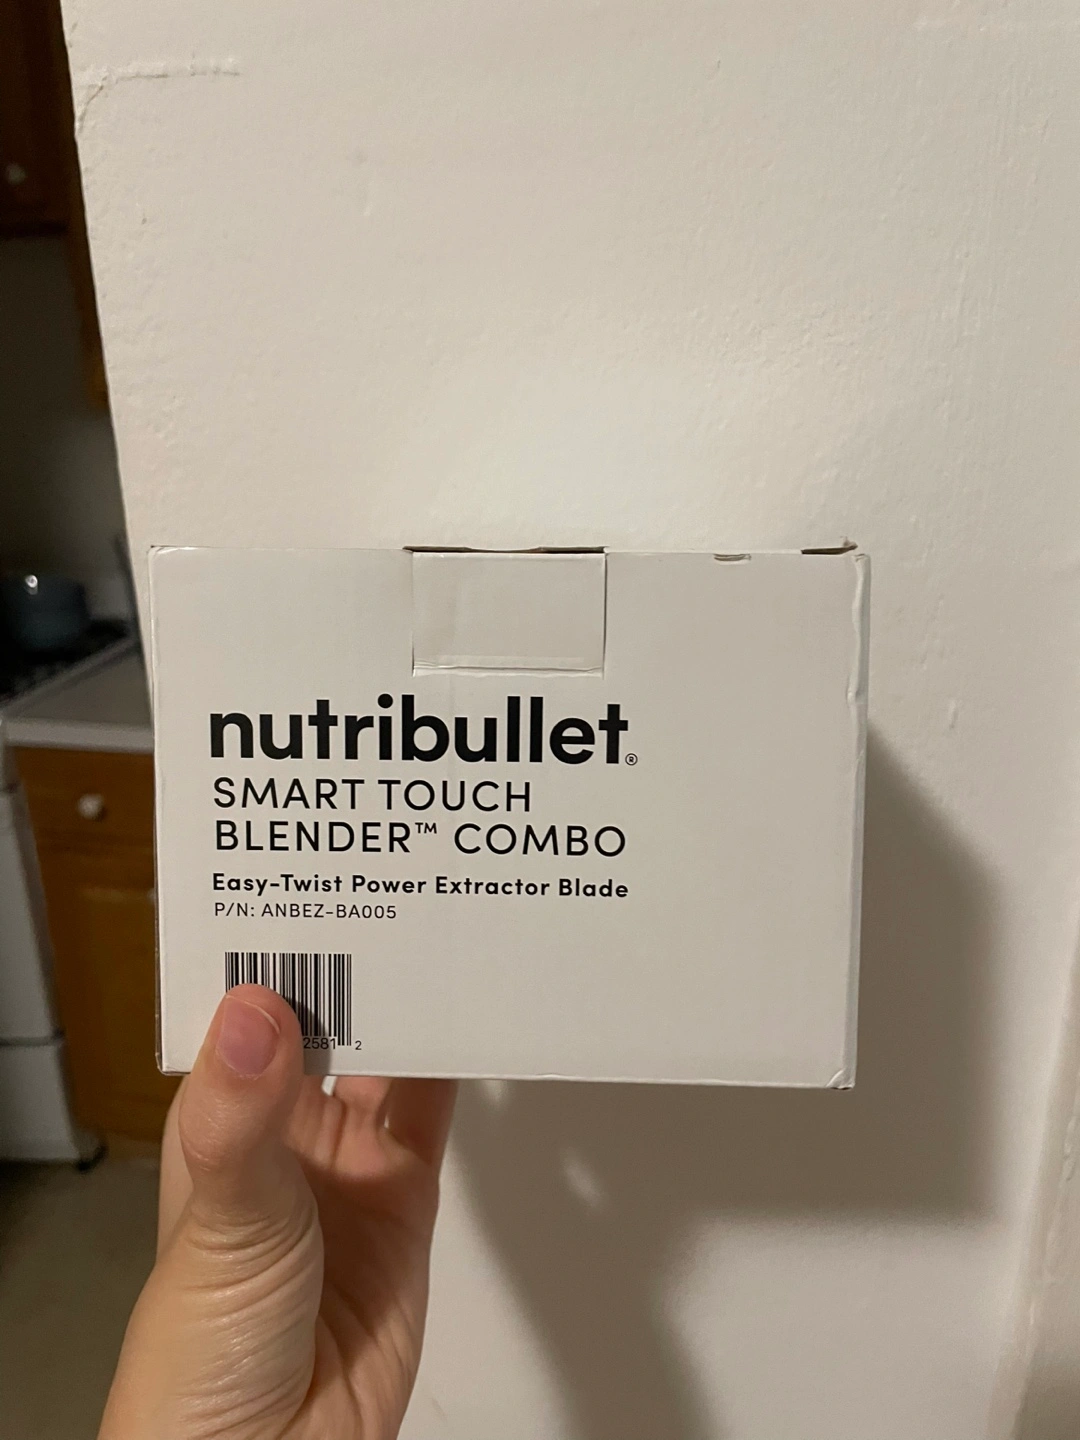 nutribullet®
SMART TOUCH
BLENDER™ COMBO
Easy-Twist Power Extractor Blade
P/N: ANBEZ-BA005
2581 2